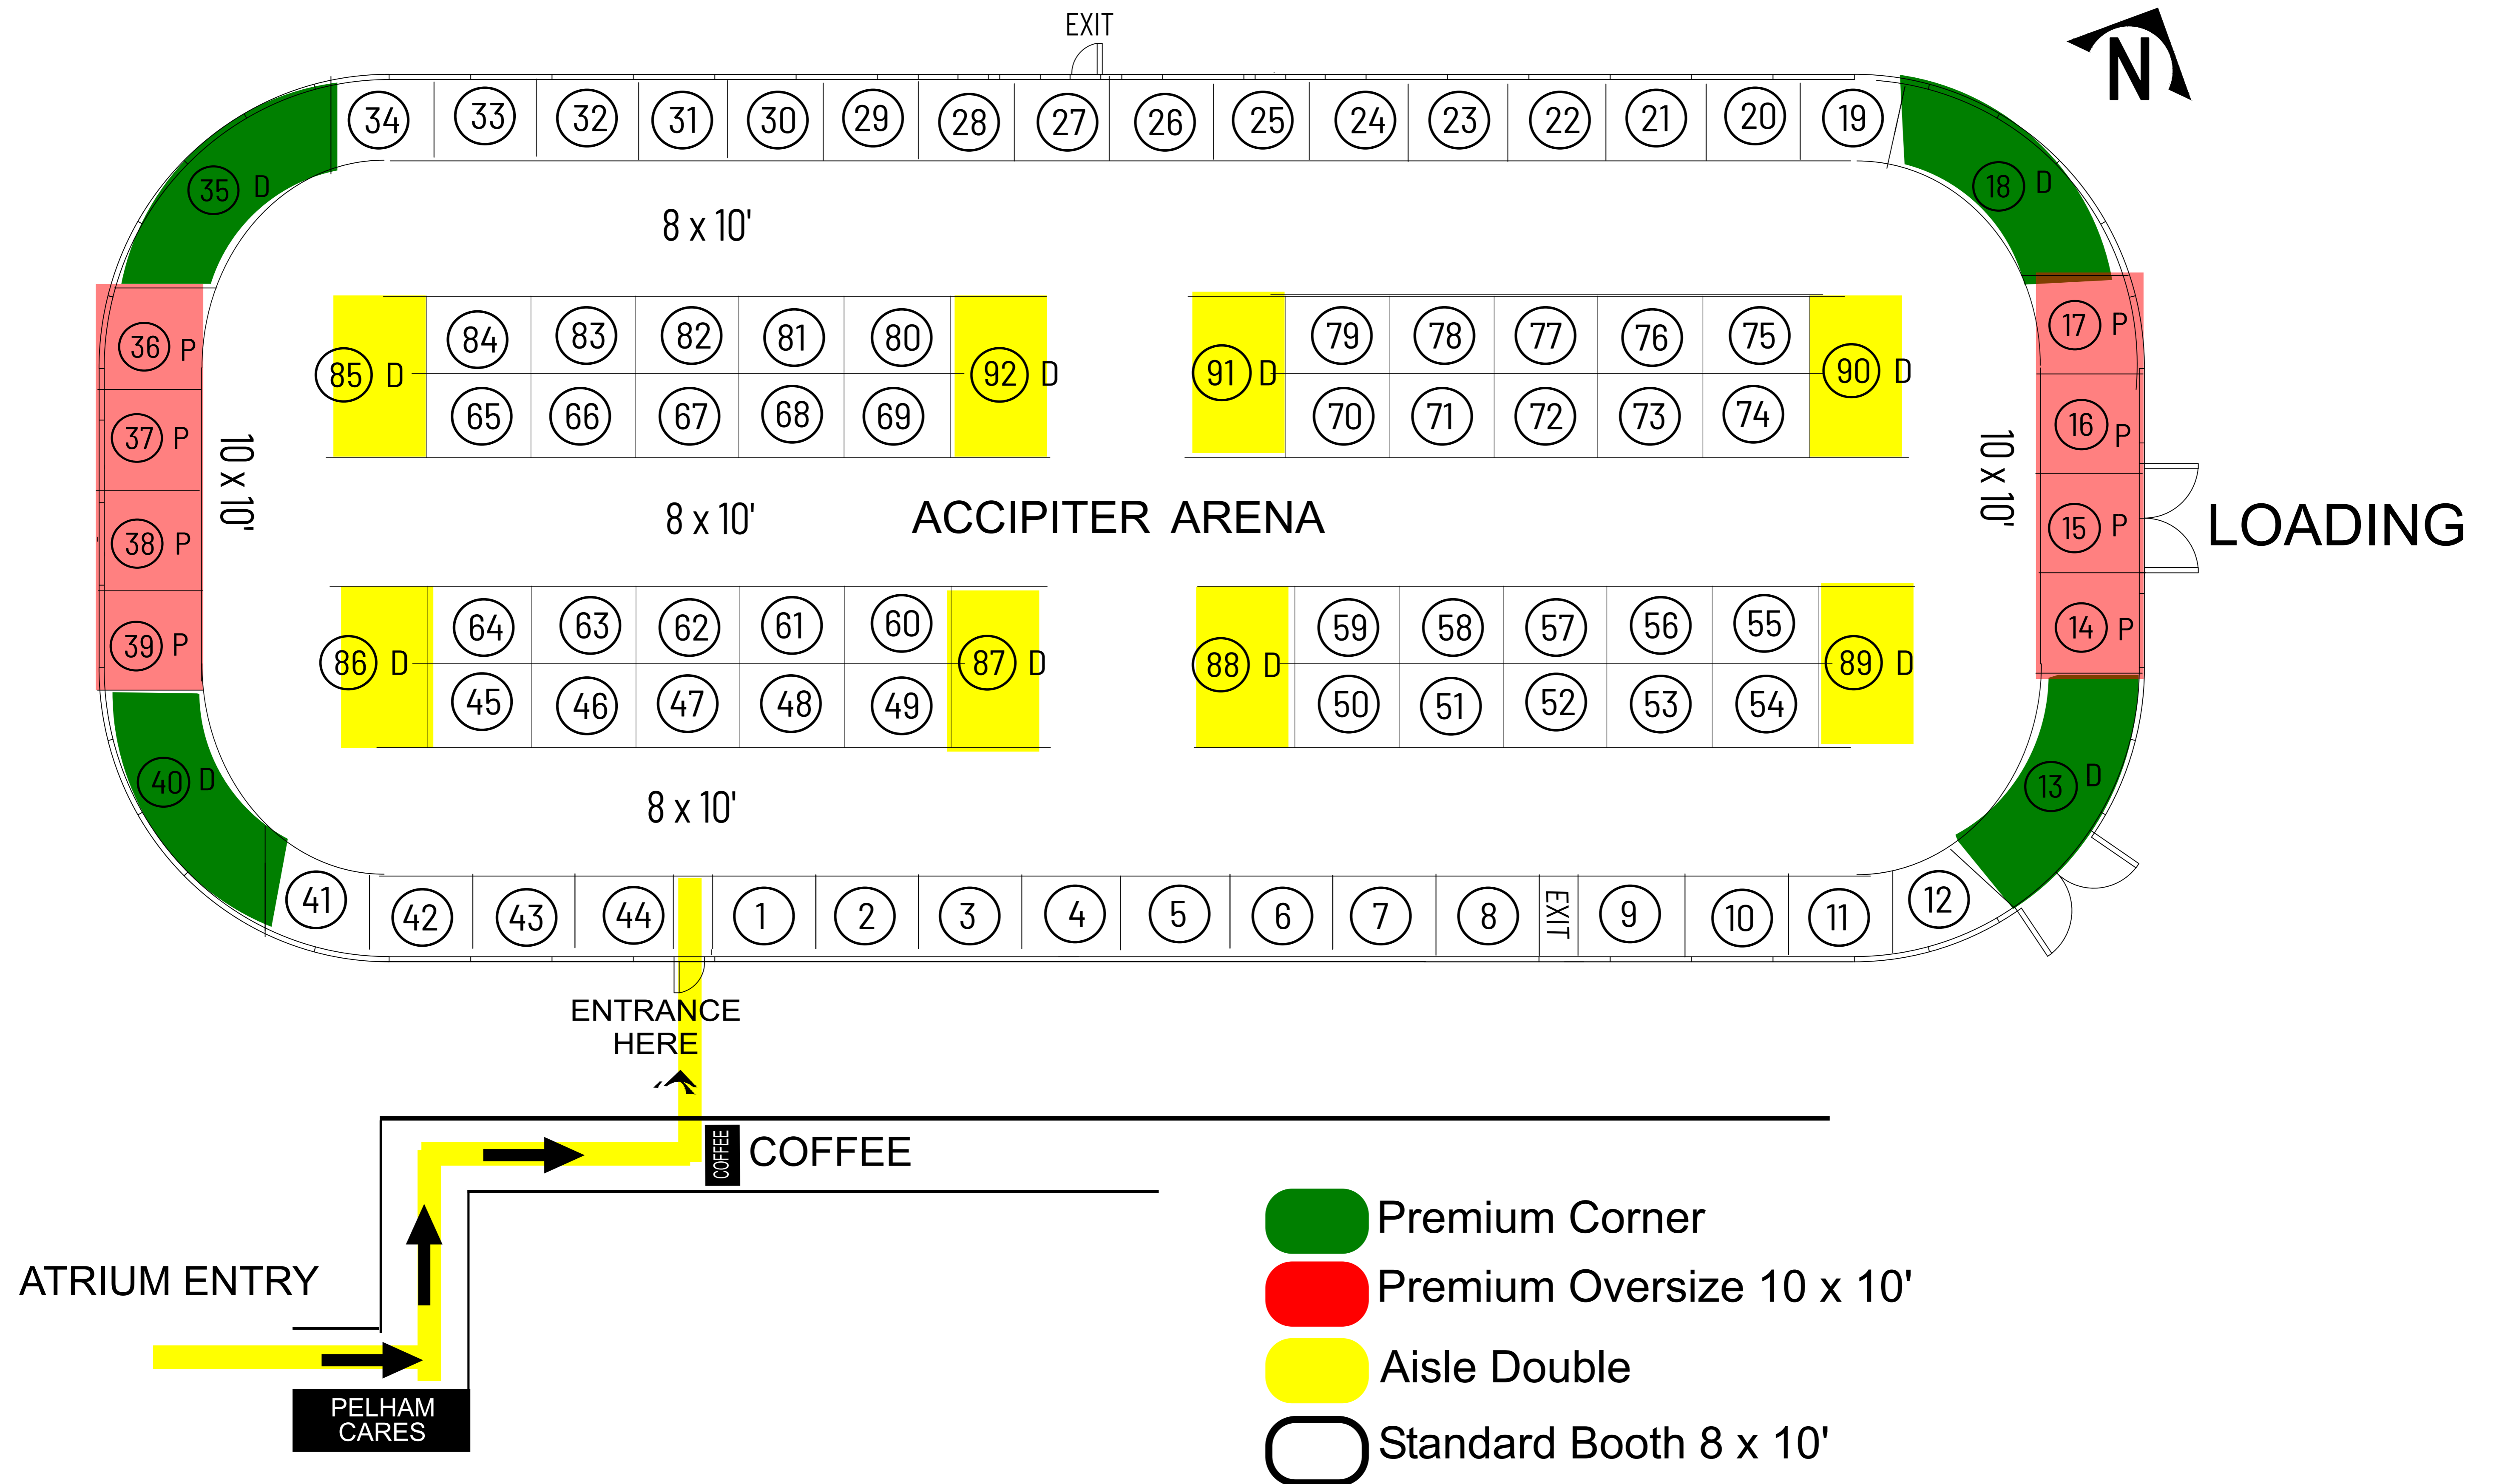 EXIT
N
34 33 32 31 30 29 28 27 26 25 24 23 22 21 20 19
35 D
18 D
8 x 10'
36 P
37 P
38 P
39 P
10 x 10'
84 83 82 81 80
85 D
92 D
65 66 67 68 69
79 78 77 76 75
91 D
90 D
70 71 72 73 74
10 x 10'
17 P
16 P
15 P
14 P
LOADING
8 x 10'
ACCIPITER ARENA
64 63 62 61 60
86 D
87 D
45 46 47 48 49
59 58 57 56 55
88 D
89 D
50 51 52 53 54
40 D
13 D
8 x 10'
41 42 43 44 1 2 3 4 5 6 7 8 EXIT 9 10 11 12
ENTRANCE
HERE
COFFEE
COFFEE
ATRIUM ENTRY
PELHAM
CARES
Premium Corner
Premium Oversize 10 x 10'
Aisle Double
Standard Booth 8 x 10'